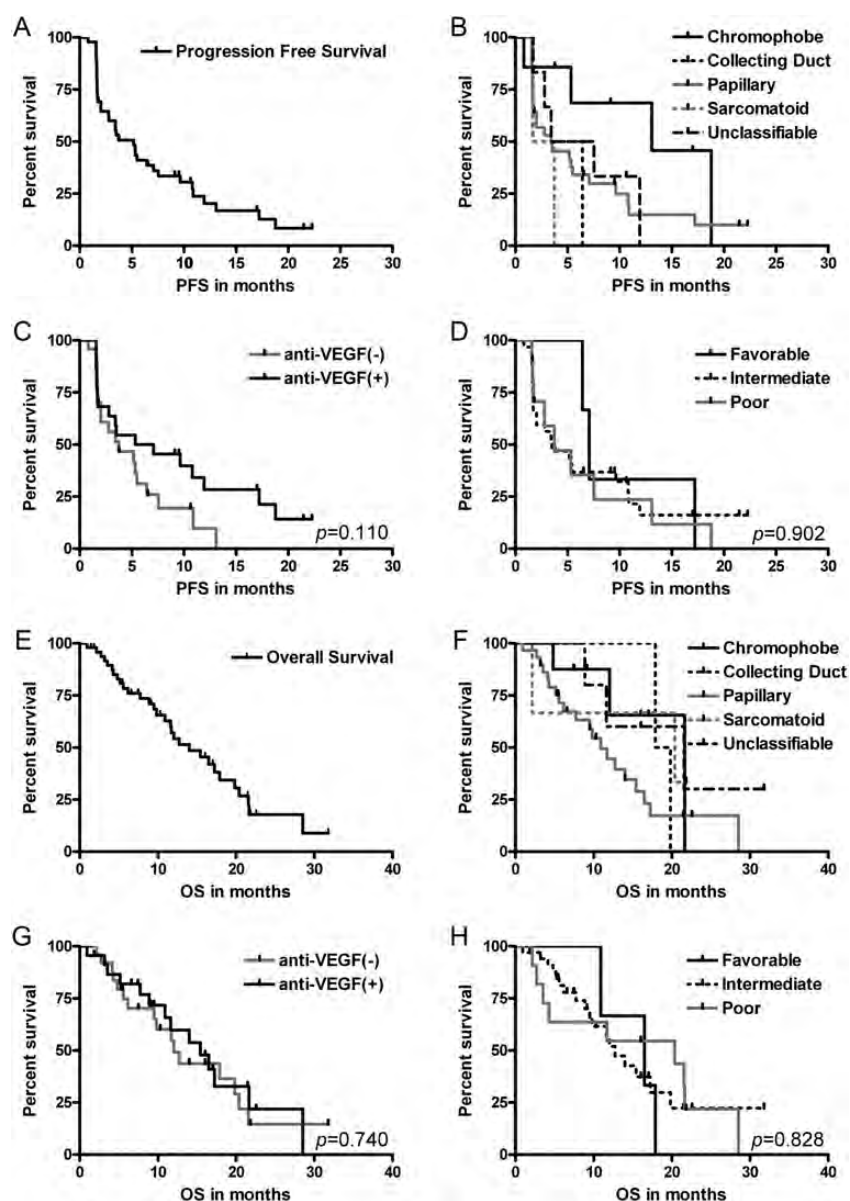 A
Progression Free Survival
Percent survival
100
75
50
25
0
0 5 10 15 20 25 30
PFS in months
B
Chromophobe
Collecting Duct
Papillary
Sarcomatoid
Unclassifiable
Percent survival
100
75
50
25
0
0 5 10 15 20 25 30
PFS in months
C
anti-VEGF(-)
anti-VEGF(+)
Percent survival
100
75
50
25
0
p=0.110
0 5 10 15 20 25 30
PFS in months
D
Favorable
Intermediate
Poor
Percent survival
100
75
50
25
0
p=0.902
0 5 10 15 20 25 30
PFS in months
E
Overall Survival
Percent survival
100
75
50
25
0
0 10 20 30 40
OS in months
F
Chromophobe
Collecting Duct
Papillary
Sarcomatoid
Unclassifiable
Percent survival
100
75
50
25
0
0 10 20 30 40
OS in months
G
anti-VEGF(-)
anti-VEGF(+)
Percent survival
100
75
50
25
0
p=0.740
0 10 20 30 40
OS in months
H
Favorable
Intermediate
Poor
Percent survival
100
75
50
25
0
p=0.828
0 10 20 30 40
OS in months